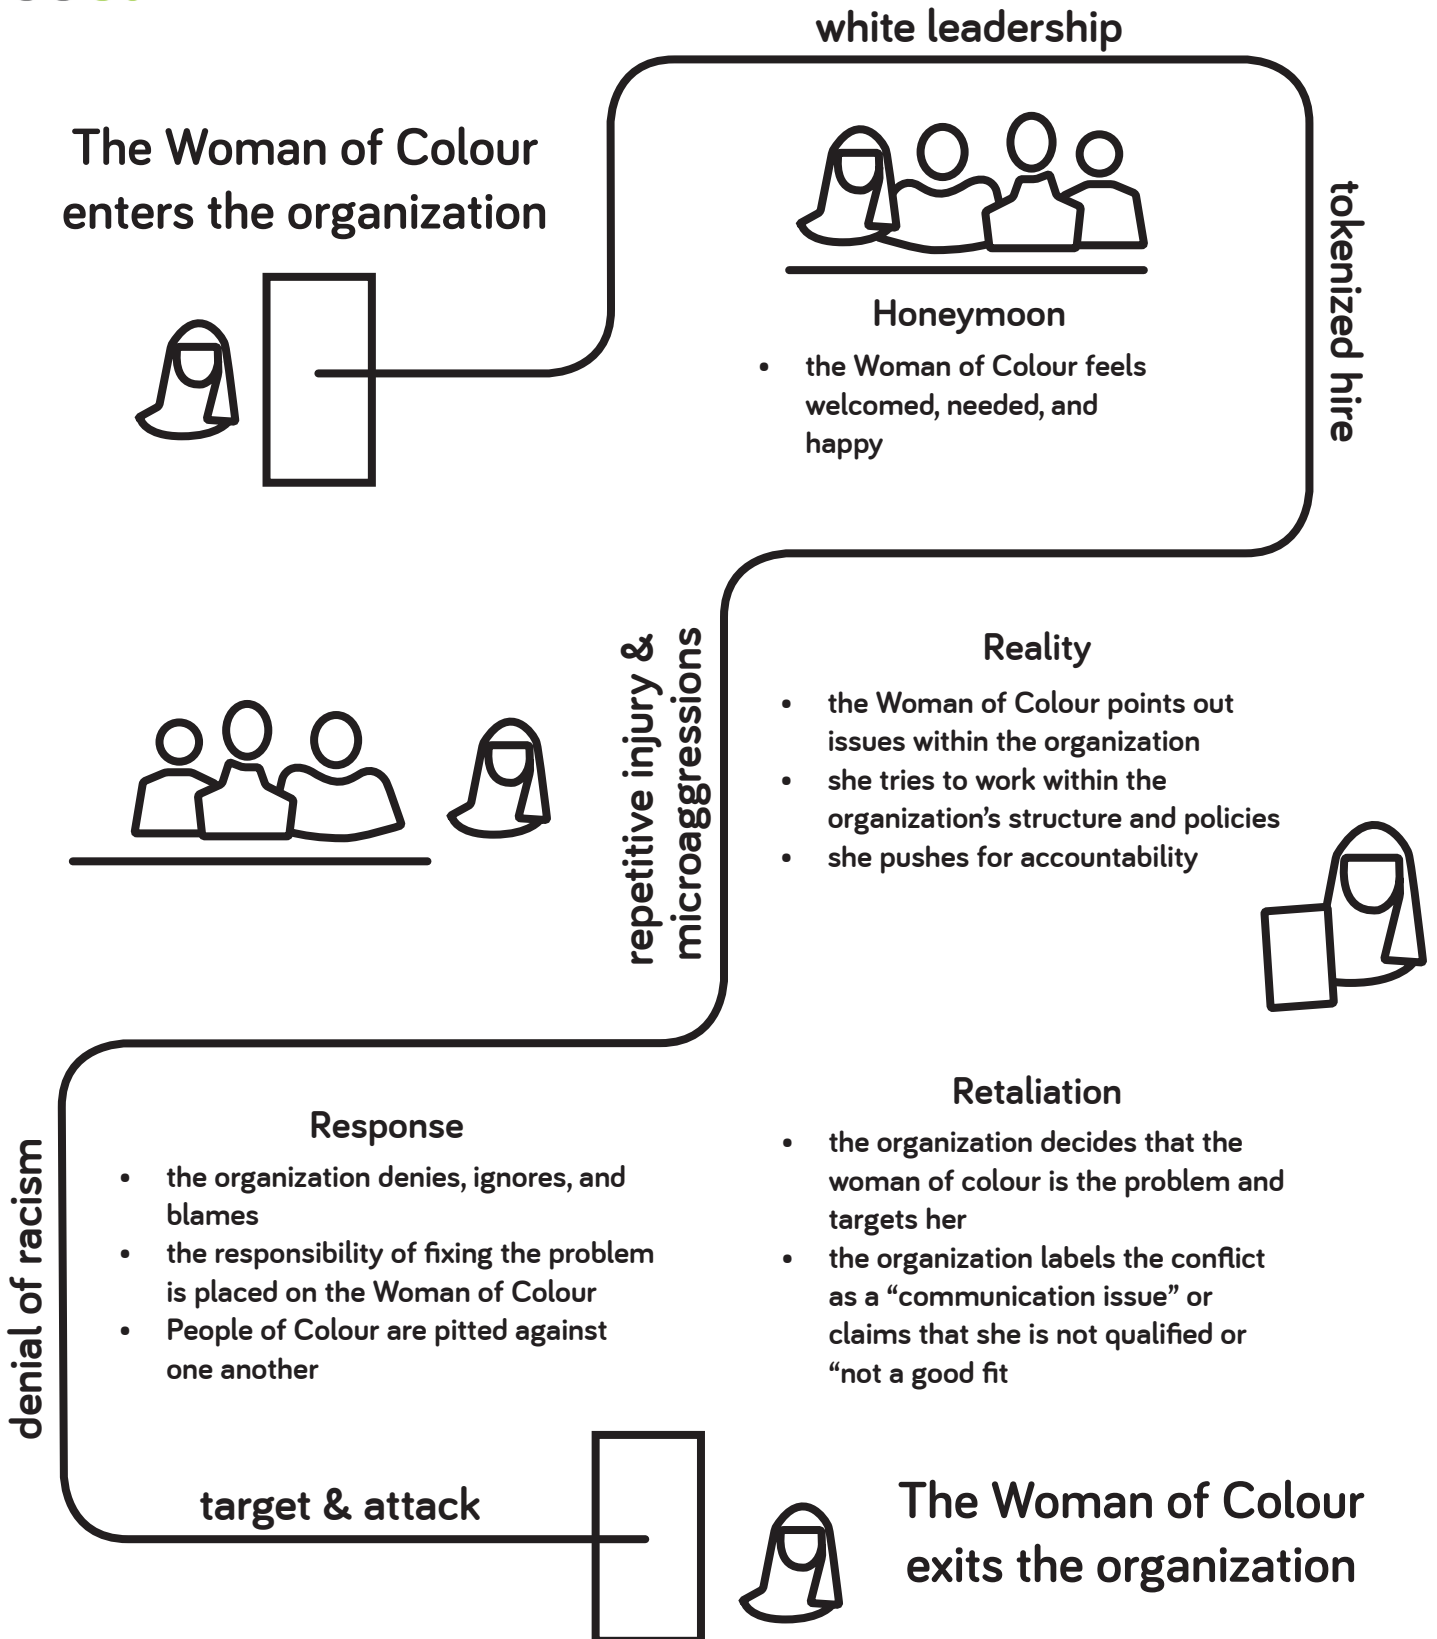 white leadership
The Woman of Colour
enters the organization
tokenized hire
Honeymoon
• the Woman of Colour feels
welcomed, needed, and
happy
repetitive injury &
microaggressions
Reality
• the Woman of Colour points out
issues within the organization
• she tries to work within the
organization’s structure and policies
• she pushes for accountability
denial of racism
Response
• the organization denies, ignores, and
blames
• the responsibility of fixing the problem
is placed on the Woman of Colour
• People of Colour are pitted against
one another
Retaliation
• the organization decides that the
woman of colour is the problem and
targets her
• the organization labels the conflict
as a “communication issue” or
claims that she is not qualified or
“not a good fit
target & attack
The Woman of Colour
exits the organization